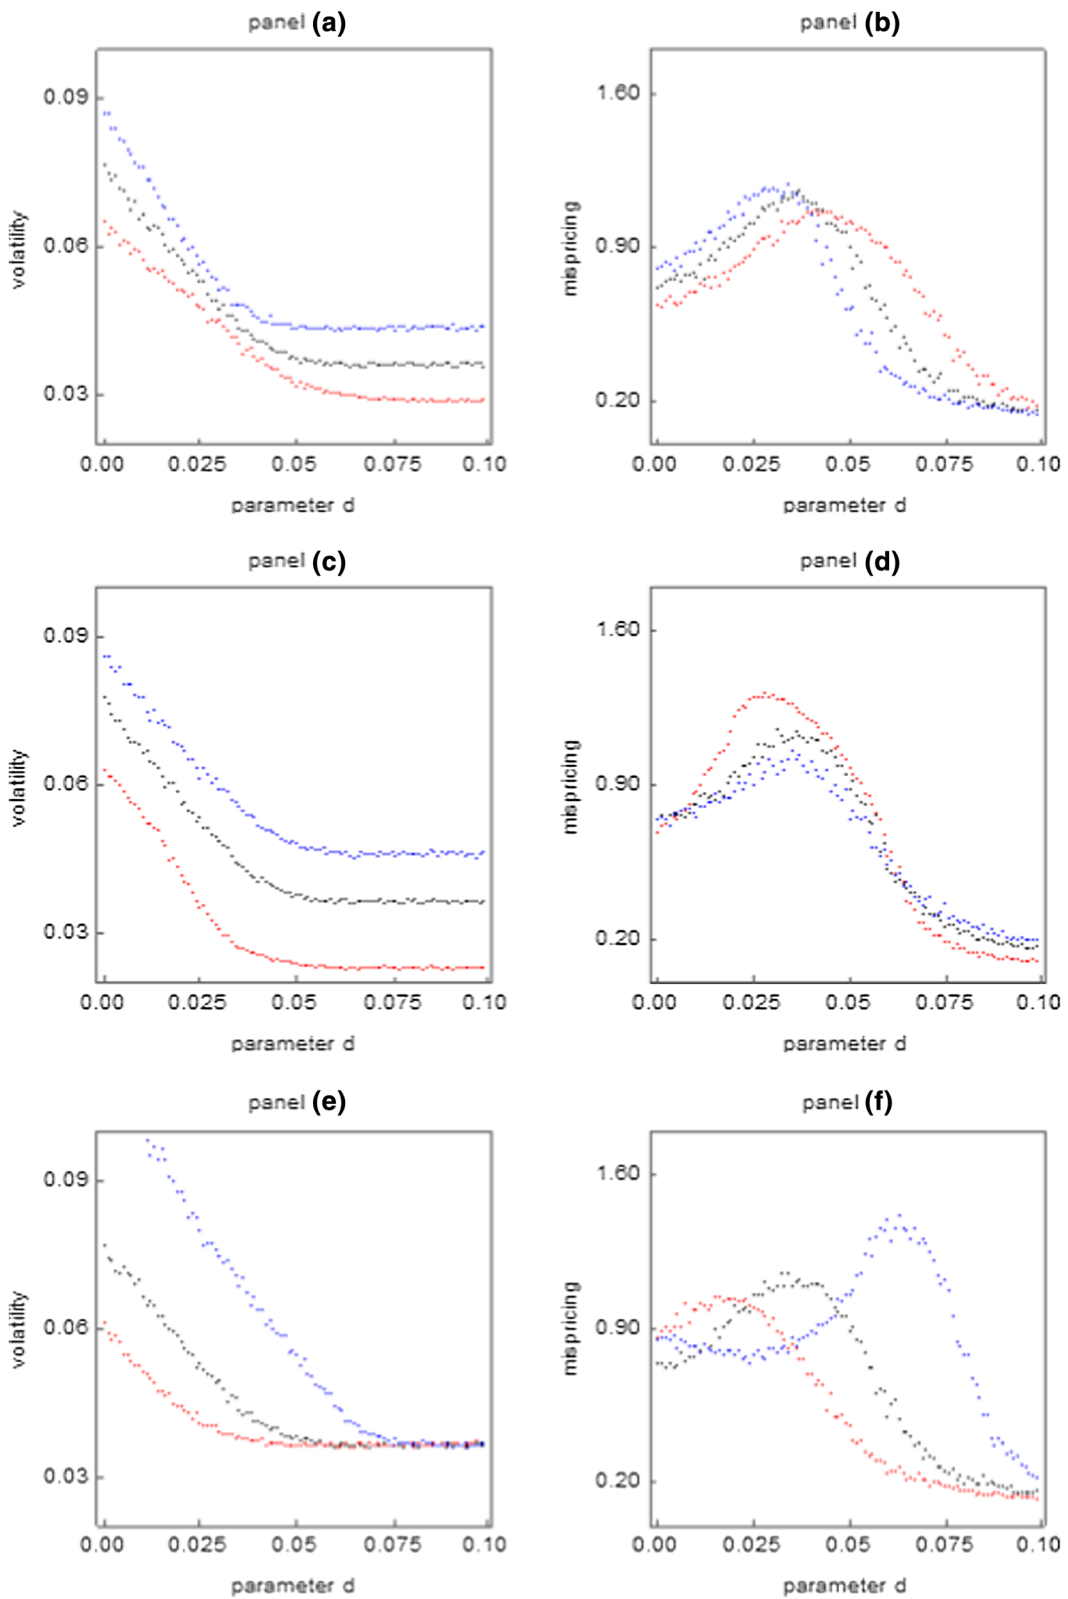 panel (a)
panel (b)
0.09
0.06
0.03
volatility
0.00 0.025 0.05 0.075 0.10
parameter d
1.60
0.90
0.20
mispricing
0.00 0.025 0.05 0.075 0.10
parameter d
panel (c)
panel (d)
0.09
0.06
0.03
volatility
0.00 0.025 0.05 0.075 0.10
parameter d
1.60
0.90
0.20
mispricing
0.00 0.025 0.05 0.075 0.10
parameter d
panel (e)
panel (f)
0.09
0.06
0.03
volatility
0.00 0.025 0.05 0.075 0.10
parameter d
1.60
0.90
0.20
mispricing
0.00 0.025 0.05 0.075 0.10
parameter d